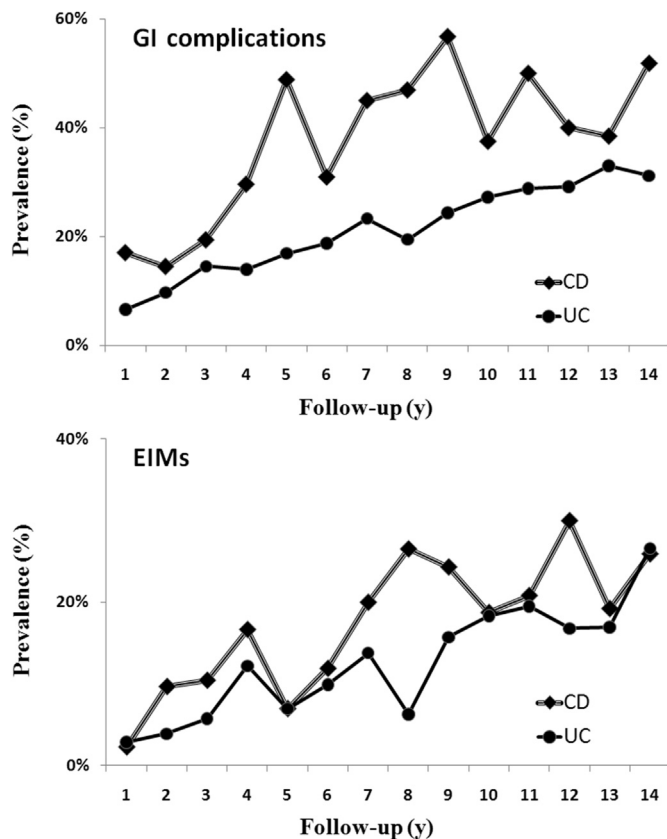 GI complications
Prevalence (%)
60%
40%
20%
0%
CD
UC
1 2 3 4 5 6 7 8 9 10 11 12 13 14
Follow-up (y)
EIMs
Prevalence (%)
40%
20%
0%
CD
UC
1 2 3 4 5 6 7 8 9 10 11 12 13 14
Follow-up (y)